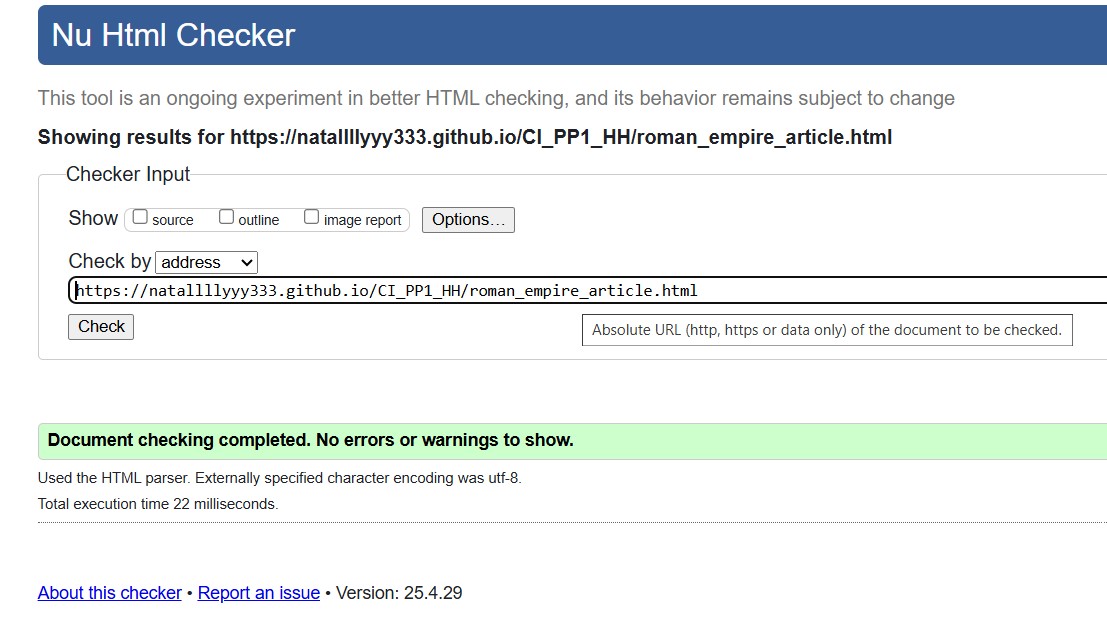 Nu Html Checker
This tool is an ongoing experiment in better HTML checking, and its behavior remains subject to change
Showing results for https://natallllyyy333.github.io/CI_PP1_HH/roman_empire_article.html
Checker Input
Show source outline image report Options...
Check by address
https://natallllyyy333.github.io/CI_PP1_HH/roman_empire_article.html
Check
Absolute URL (http, https or data only) of the document to be checked.
Document checking completed. No errors or warnings to show.
Used the HTML parser. Externally specified character encoding was utf-8.
Total execution time 22 milliseconds.
About this checker • Report an issue • Version: 25.4.29